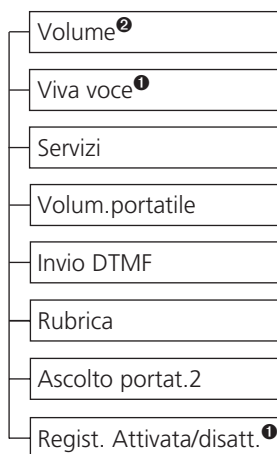 Volume❷
Viva voce❶
Servizi
Volum.portatile
Invio DTMF
Rubrica
Ascolto portat.2
Regist. Attivata/disatt.❶